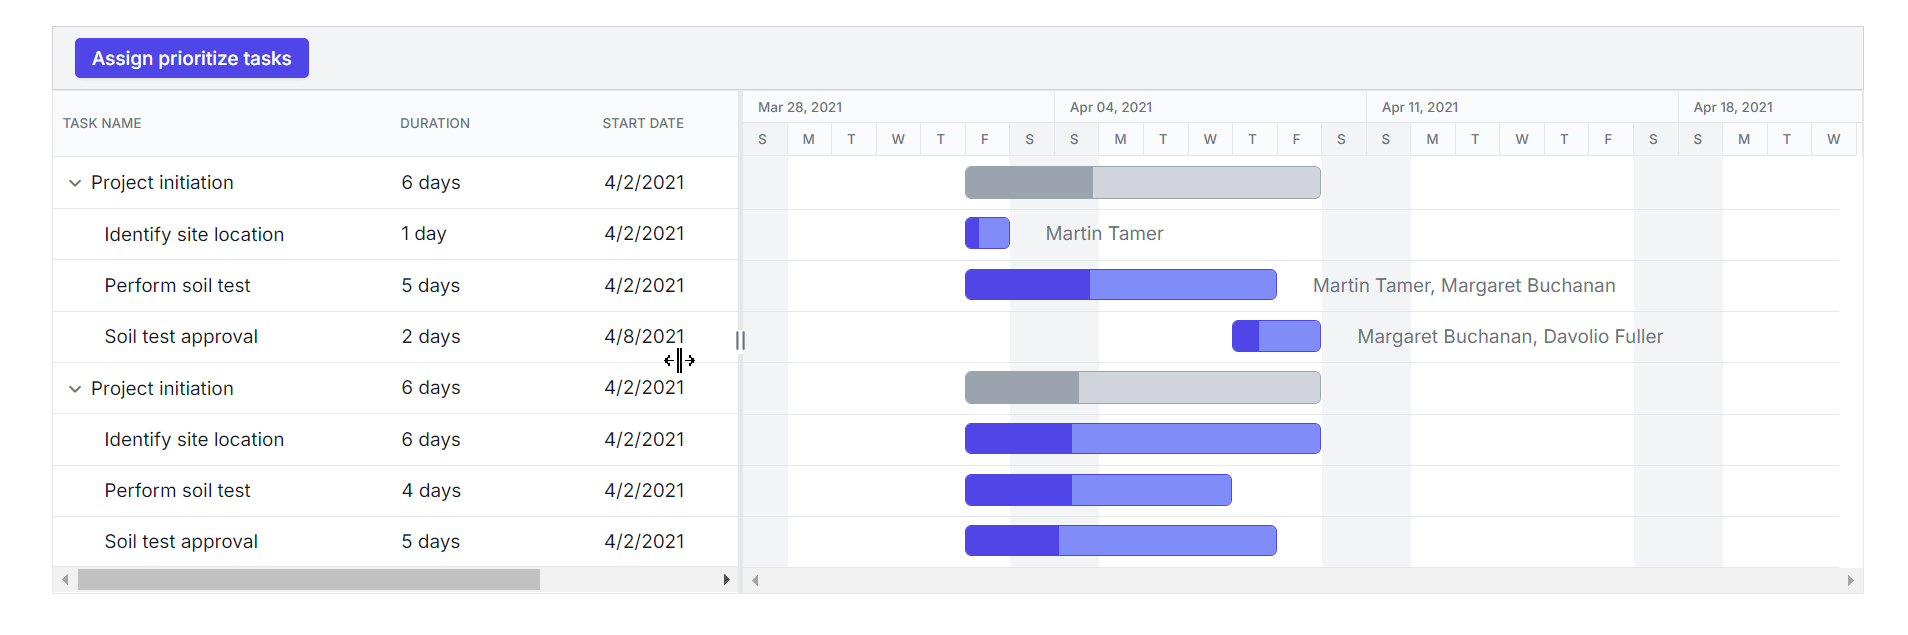 Assign prioritize tasks
TASK NAME DURATION START DATE Mar 28, 2021 Apr 04, 2021 Apr 11, 2021 Apr 18, 2021
S M T W T F S S M T W T F S S M T W T F S S M T W
Project initiation 6 days 4/2/2021
Identify site location 1 day 4/2/2021 Martin Tamer
Perform soil test 5 days 4/2/2021 Martin Tamer, Margaret Buchanan
Soil test approval 2 days 4/8/2021 Margaret Buchanan, Davolio Fuller
Project initiation 6 days 4/2/2021
Identify site location 6 days 4/2/2021
Perform soil test 4 days 4/2/2021
Soil test approval 5 days 4/2/2021